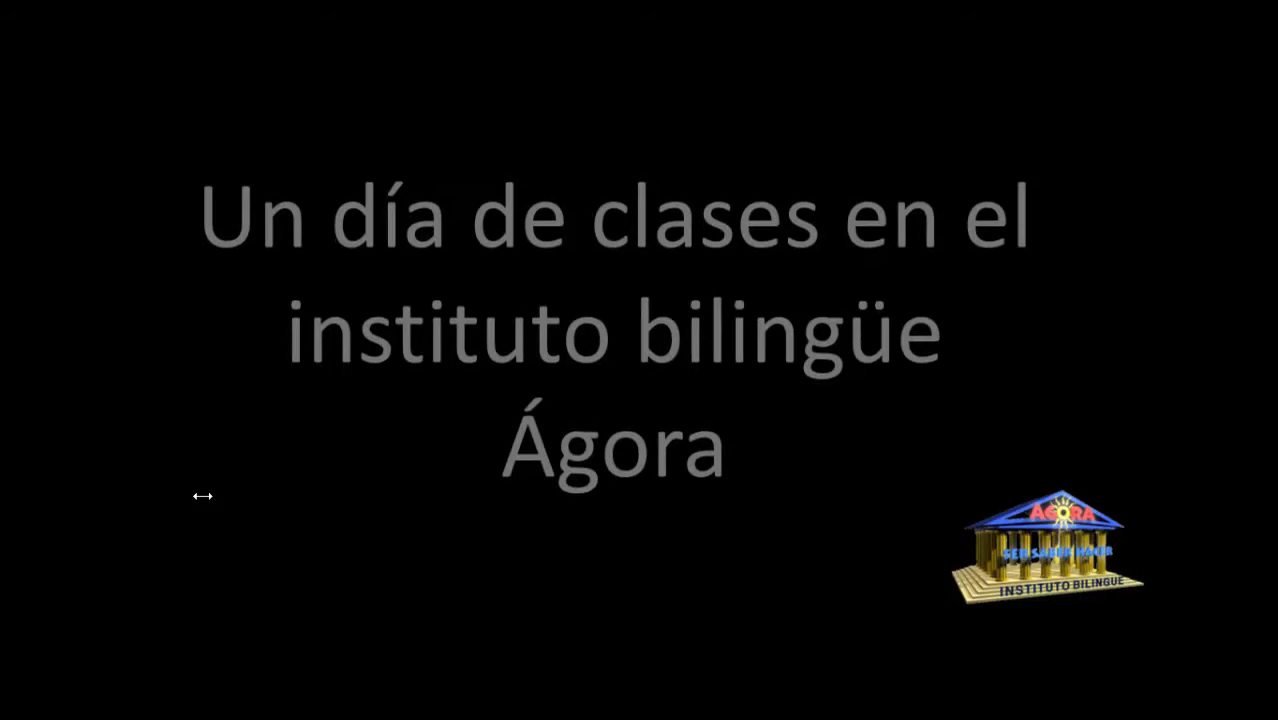 Un día de clases en el
instituto bilingüe
Ágora
AGORA
SER SABER HACER
INSTITUTO BILINGÜE